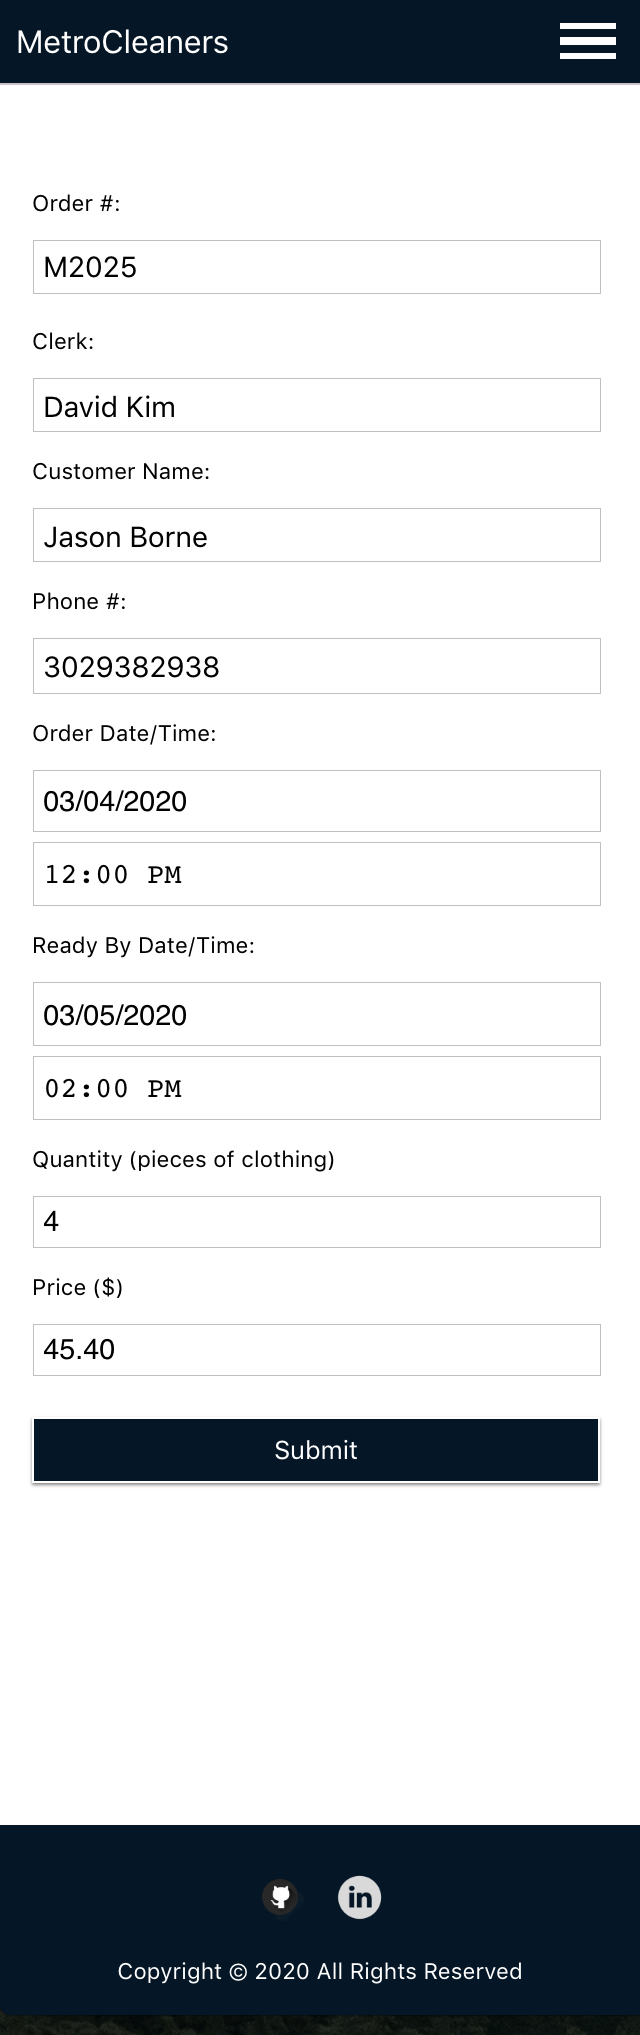 MetroCleaners
Order #:
M2025
Clerk:
David Kim
Customer Name:
Jason Borne
Phone #:
3029382938
Order Date/Time:
03/04/2020
12:00 PM
Ready By Date/Time:
03/05/2020
02:00 PM
Quantity (pieces of clothing)
4
Price ($)
45.40
Submit
in
Copyright © 2020 All Rights Reserved